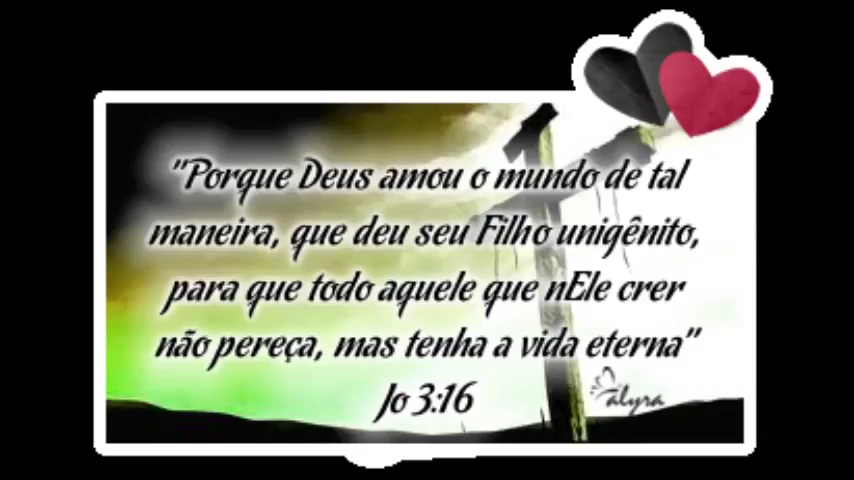 "Porque Deus amou o mundo de tal
maneira, que deu seu Filho unigênito,
para que todo aquele que nEle crer
não pereça, mas tenha a vida eterna"
Jo 3:16
alyra